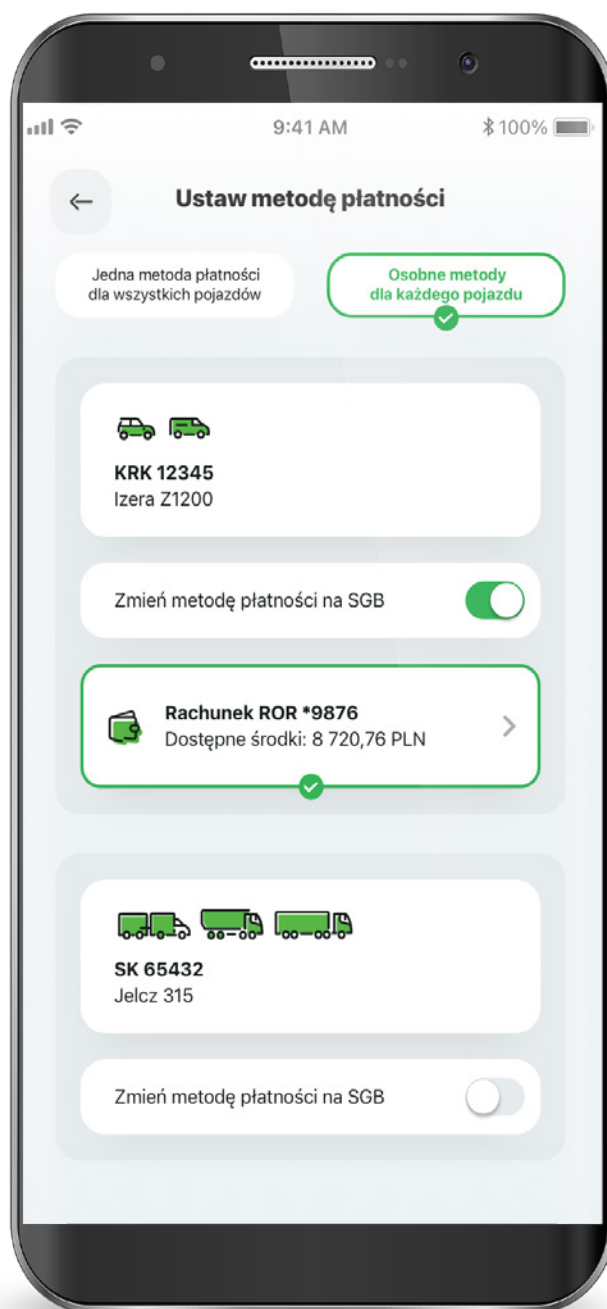 9:41 AM
100%
Ustaw metodę płatności
Jedna metoda płatności
dla wszystkich pojazdów
Osobne metody
dla każdego pojazdu
KRK 12345
Izera Z1200
Zmień metodę płatności na SGB
Rachunek ROR *9876
Dostępne środki: 8 720,76 PLN
SK 65432
Jelcz 315
Zmień metodę płatności na SGB